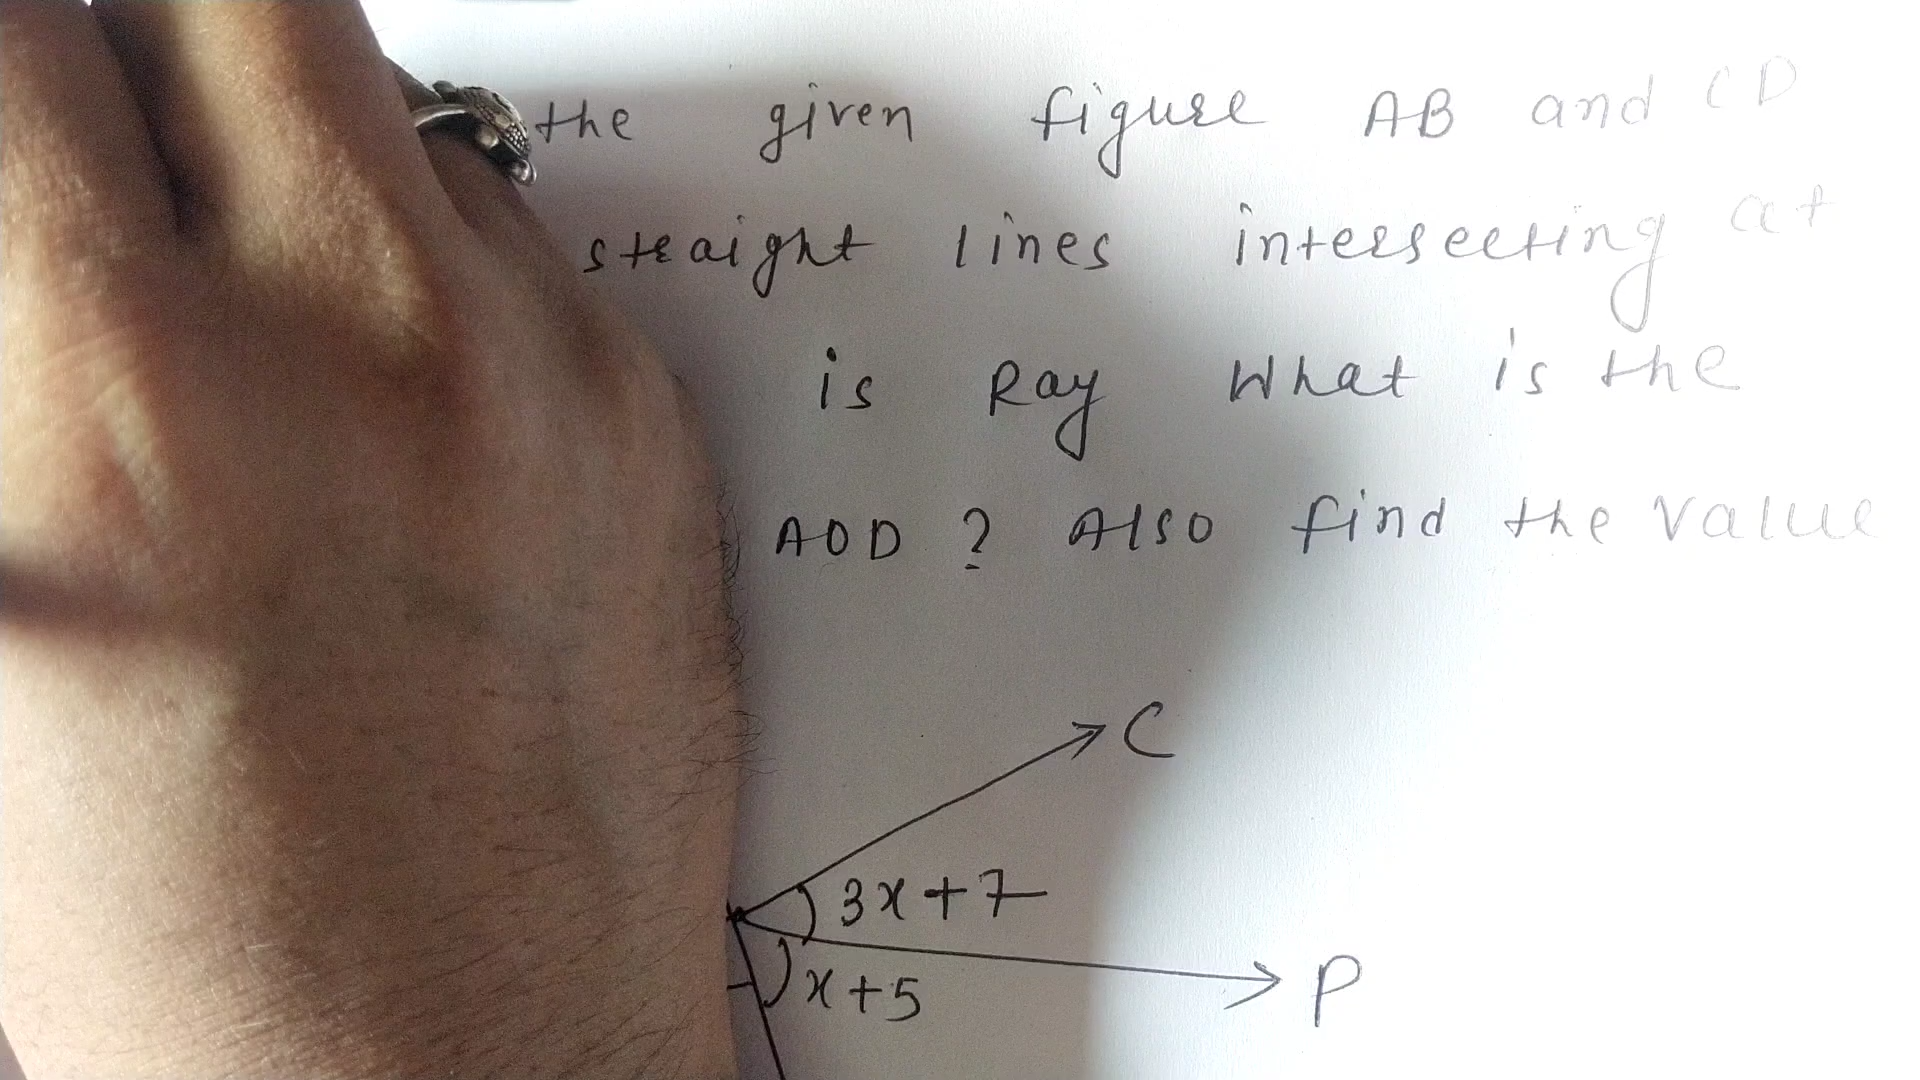 the given figure AB and CD
straight lines intersecting at
is Ray What is the
AOD ? Also find the value
C
3x+7
P
x+5